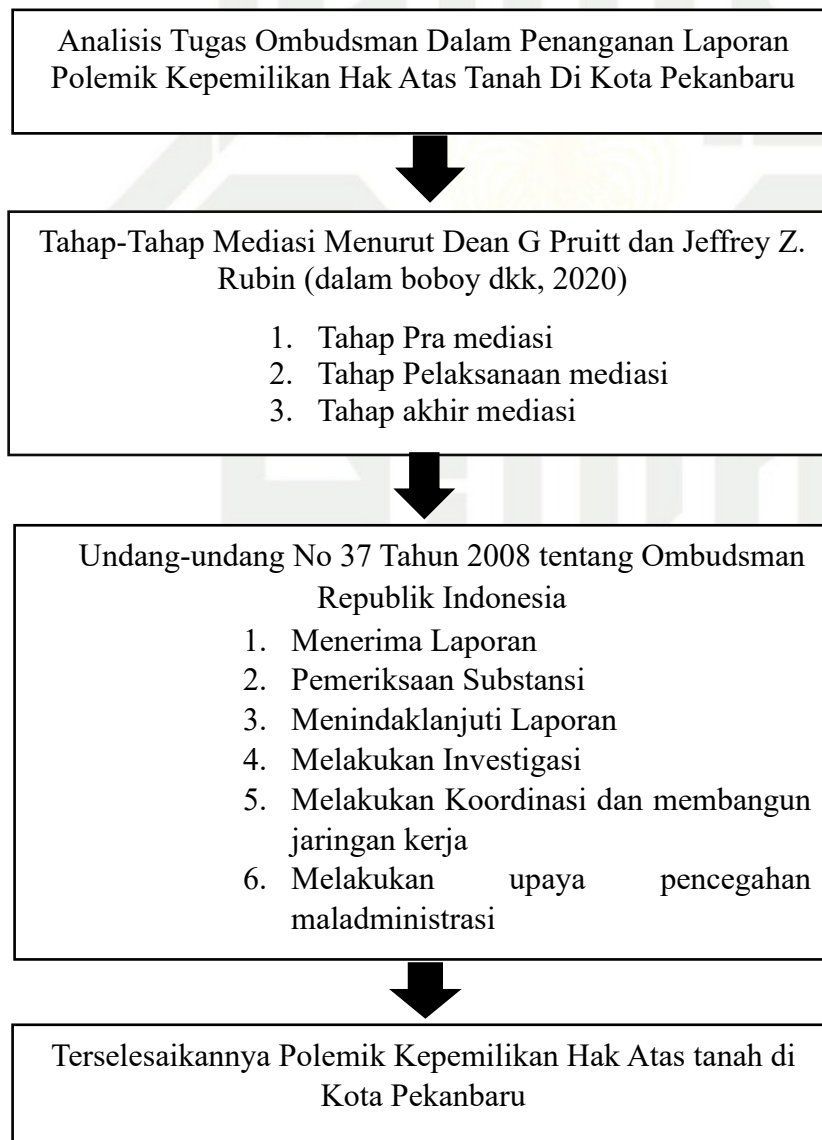 Analisis Tugas Ombudsman Dalam Penanganan Laporan
Polemik Kepemilikan Hak Atas Tanah Di Kota Pekanbaru
Tahap-Tahap Mediasi Menurut Dean G Pruitt dan Jeffrey Z.
Rubin (dalam boboy dkk, 2020)
1. Tahap Pra mediasi
2. Tahap Pelaksanaan mediasi
3. Tahap akhir mediasi
Undang-undang No 37 Tahun 2008 tentang Ombudsman
Republik Indonesia
1. Menerima Laporan
2. Pemeriksaan Substansi
3. Menindaklanjuti Laporan
4. Melakukan Investigasi
5. Melakukan Koordinasi dan membangun
jaringan kerja
6. Melakukan upaya pencegahan
maladministrasi
Terselesaikannya Polemik Kepemilikan Hak Atas tanah di
Kota Pekanbaru